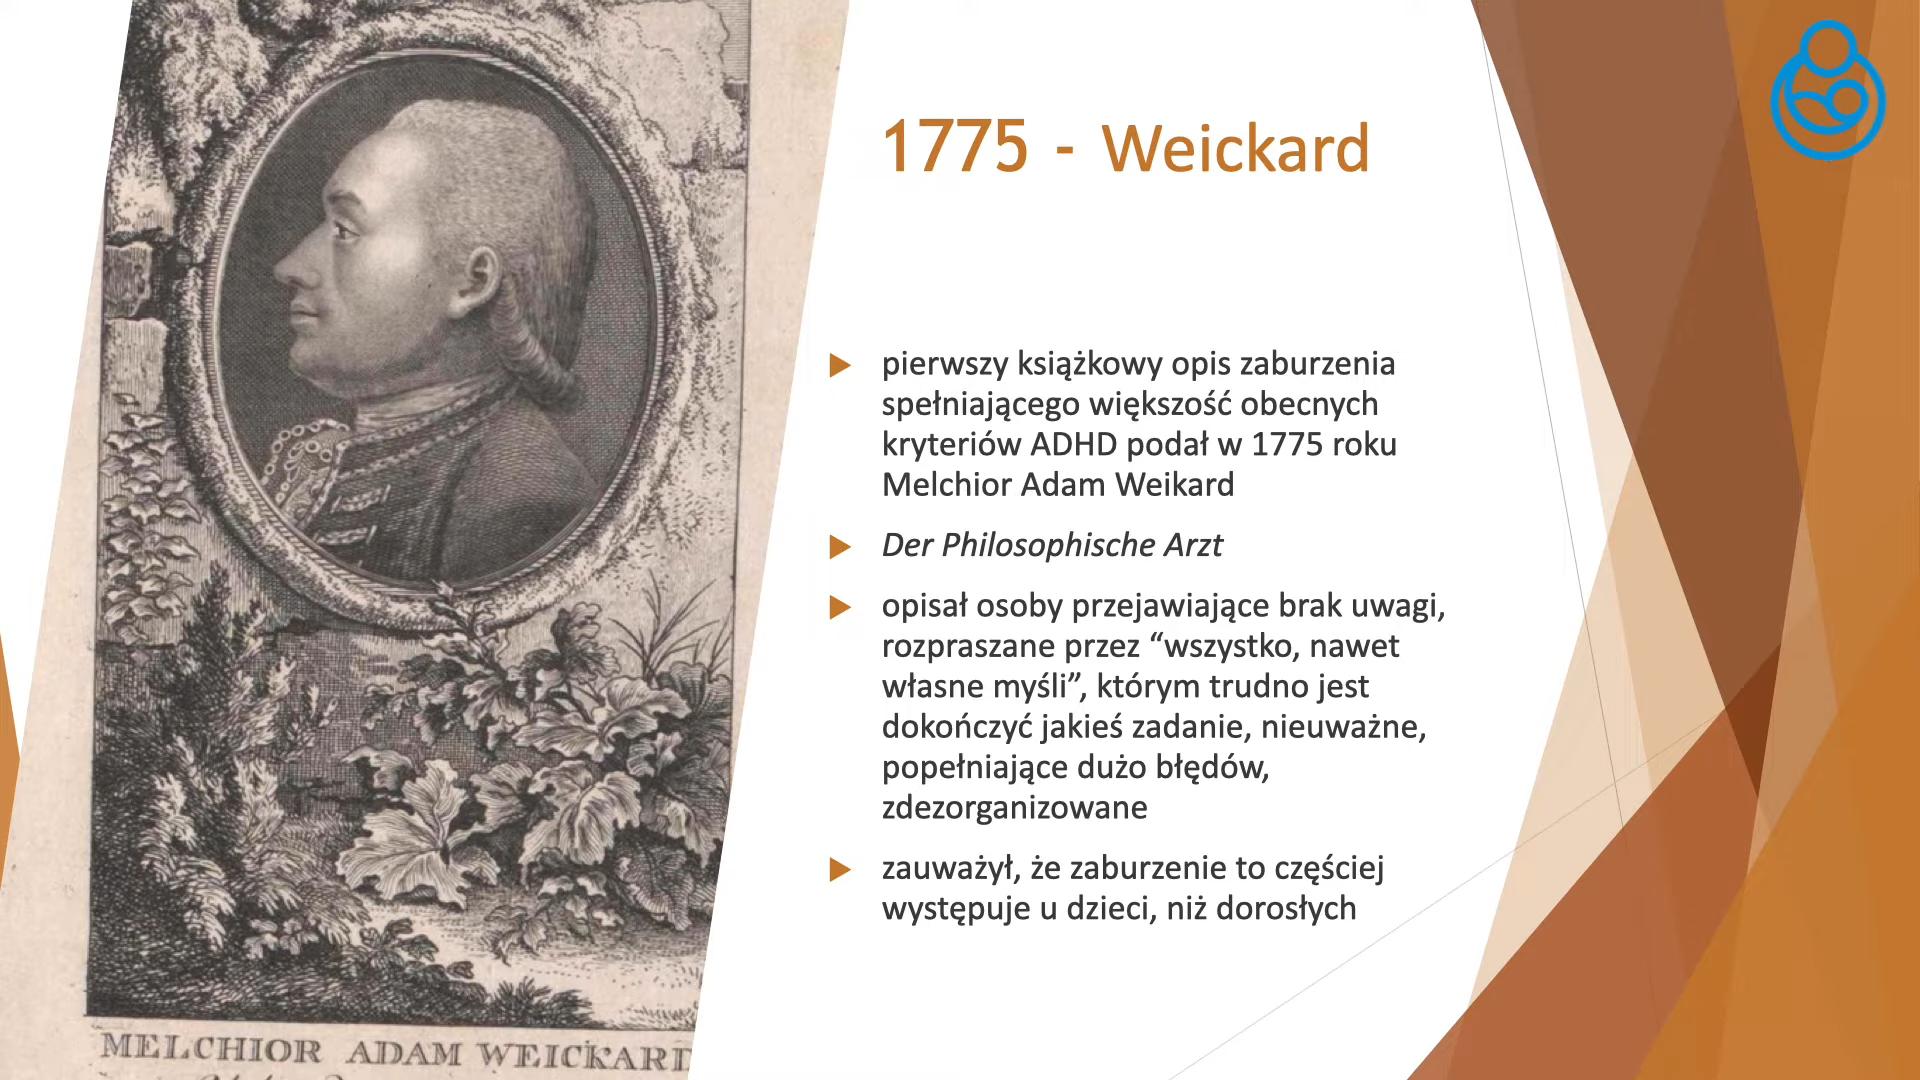 1775 - Weickard
pierwszy książkowy opis zaburzenia
spełniającego większość obecnych
kryteriów ADHD podał w 1775 roku
Melchior Adam Weikard
Der Philosophische Arzt
opisał osoby przejawiające brak uwagi,
rozpraszane przez “wszystko, nawet
własne myśli”, którym trudno jest
dokończyć jakieś zadanie, nieuważne,
popełniające dużo błędów,
zdezorganizowane
zauważył, że zaburzenie to częściej
występuje u dzieci, niż dorosłych
MELCHIOR ADAM WEICKARD